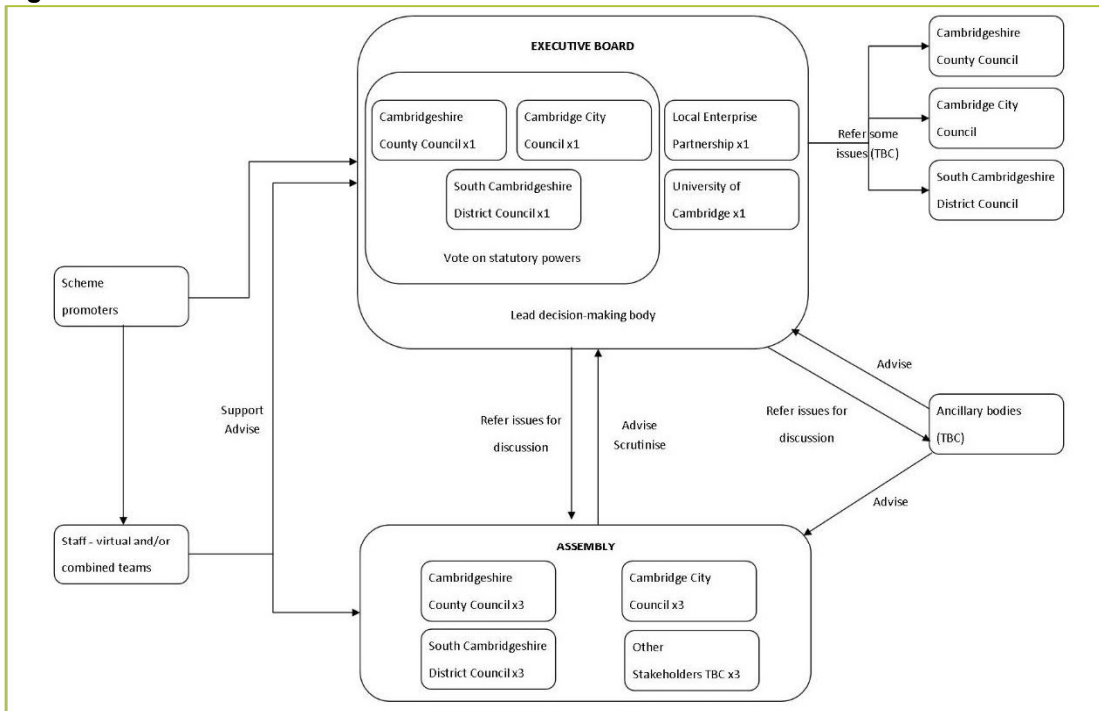 EXECUTIVE BOARD
Cambridgeshire
County Council x1
Cambridge City
Council x1
Local Enterprise
Partnership x1
South Cambridgeshire
District Council x1
University of
Cambridge x1
Vote on statutory powers
Lead decision-making body
Refer some
issues (TBC)
Cambridgeshire
County Council
Cambridge City
Council
South Cambridgeshire
District Council
Scheme
promoters
Support
Advise
Refer issues for
discussion
Advise
Scrutinise
Advise
Refer issues for
discussion
Ancillary bodies
(TBC)
Advise
Staff - virtual and/or
combined teams
ASSEMBLY
Cambridgeshire
County Council x3
Cambridge City
Council x3
South Cambridgeshire
District Council x3
Other
Stakeholders TBC x3